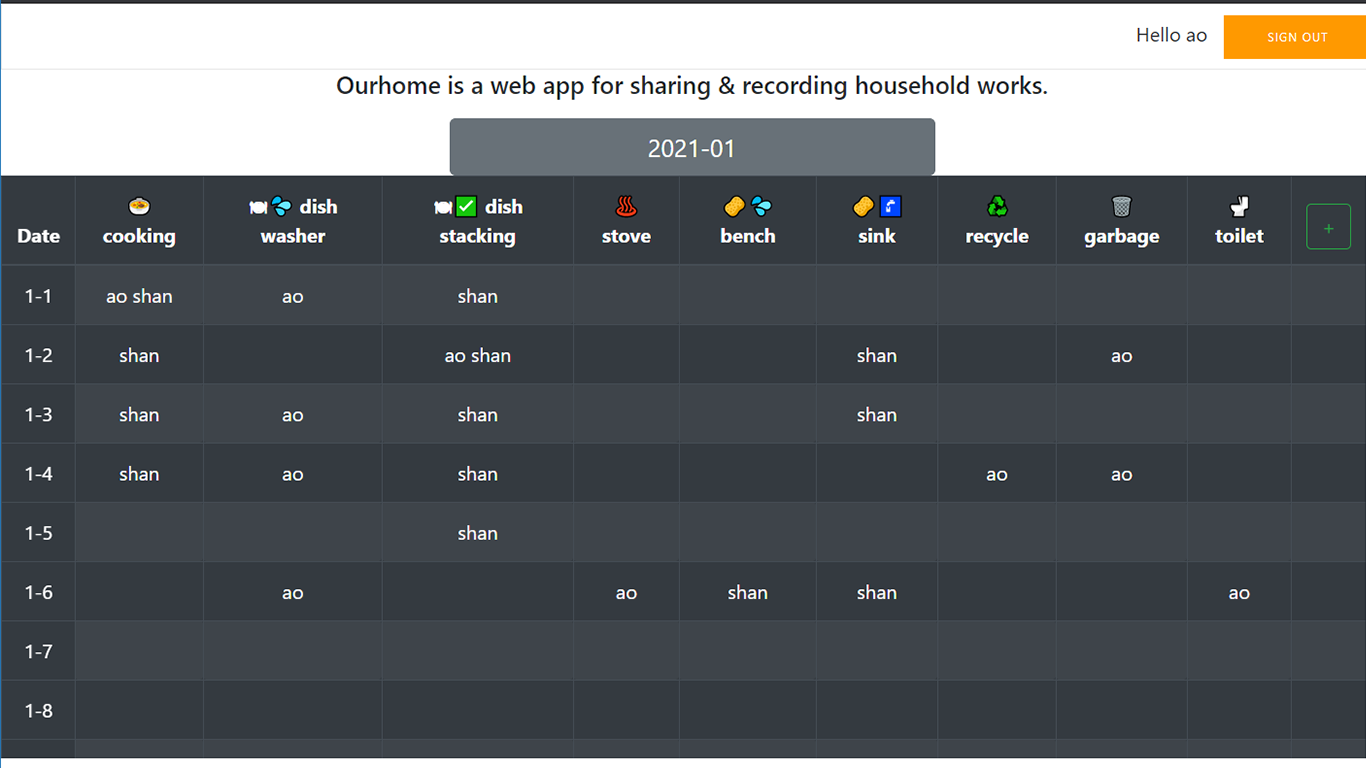 Hello ao SIGN OUT
Ourhome is a web app for sharing & recording household works.
2021-01
Date 🍲 cooking 🍽💦 dish washer 🍽✅ dish stacking ♨ stove 🧽💦 bench 🧽🚰 sink ♻ recycle 🗑 garbage 🚽 toilet +
1-1 ao shan ao shan
1-2 shan ao shan shan ao
1-3 shan ao shan shan
1-4 shan ao shan ao ao
1-5 shan
1-6 ao ao shan shan ao
1-7
1-8